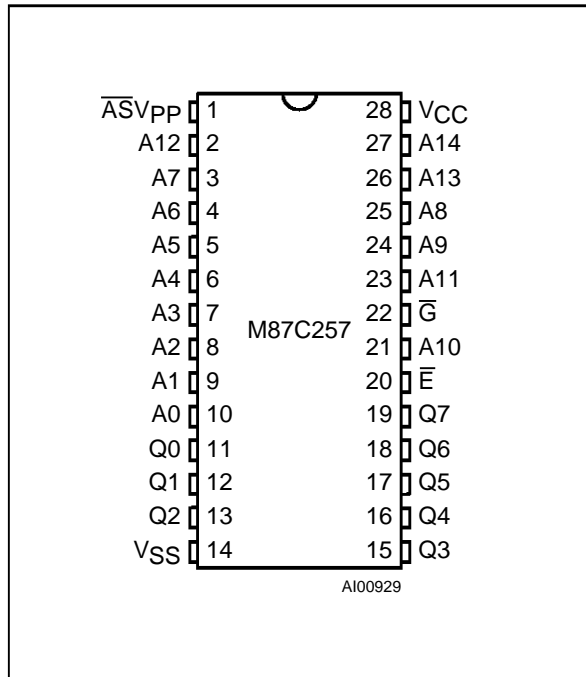 A̅S̅VPP 1 28 VCC
A12 2 27 A14
A7 3 26 A13
A6 4 25 A8
A5 5 24 A9
A4 6 23 A11
A3 7 22 G̅
M87C257
A2 8 21 A10
A1 9 20 E̅
A0 10 19 Q7
Q0 11 18 Q6
Q1 12 17 Q5
Q2 13 16 Q4
VSS 14 15 Q3
AI00929